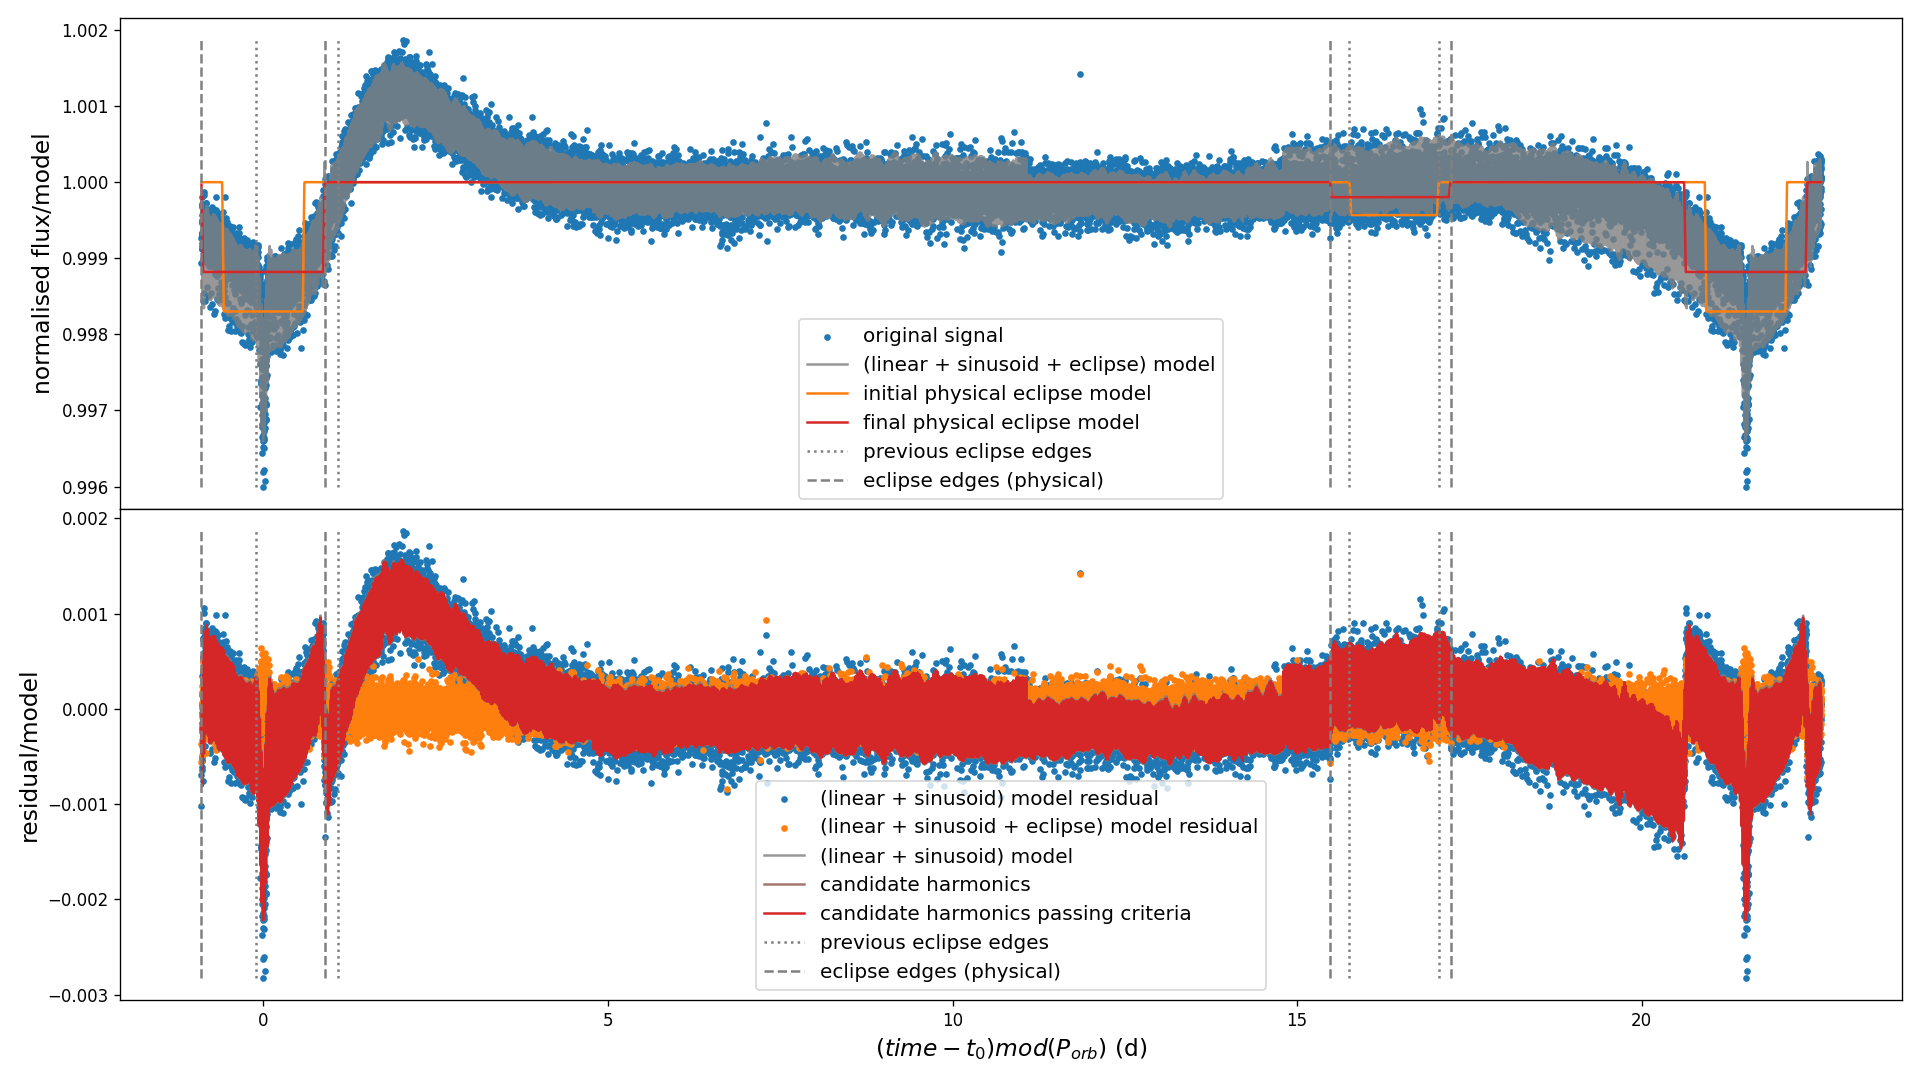 normalised flux/model
1.002
1.001
1.000
0.999
0.998
0.997
0.996
original signal
(linear + sinusoid + eclipse) model
initial physical eclipse model
final physical eclipse model
previous eclipse edges
eclipse edges (physical)
residual/model
0.002
0.001
0.000
−0.001
−0.002
−0.003
(linear + sinusoid) model residual
(linear + sinusoid + eclipse) model residual
(linear + sinusoid) model
candidate harmonics
candidate harmonics passing criteria
previous eclipse edges
eclipse edges (physical)
0 5 10 15 20
(time − t₀)mod(P_orb) (d)